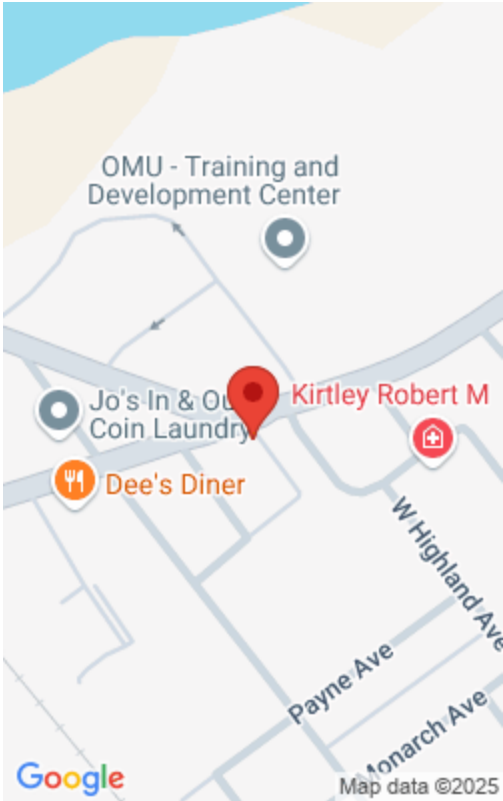 OMU - Training and
Development Center
Jo's In & Ou
Coin Laundry
Kirtley Robert M
Dee's Diner
W Highland Ave
Payne Ave
Monarch Ave
Google
Map data ©2025